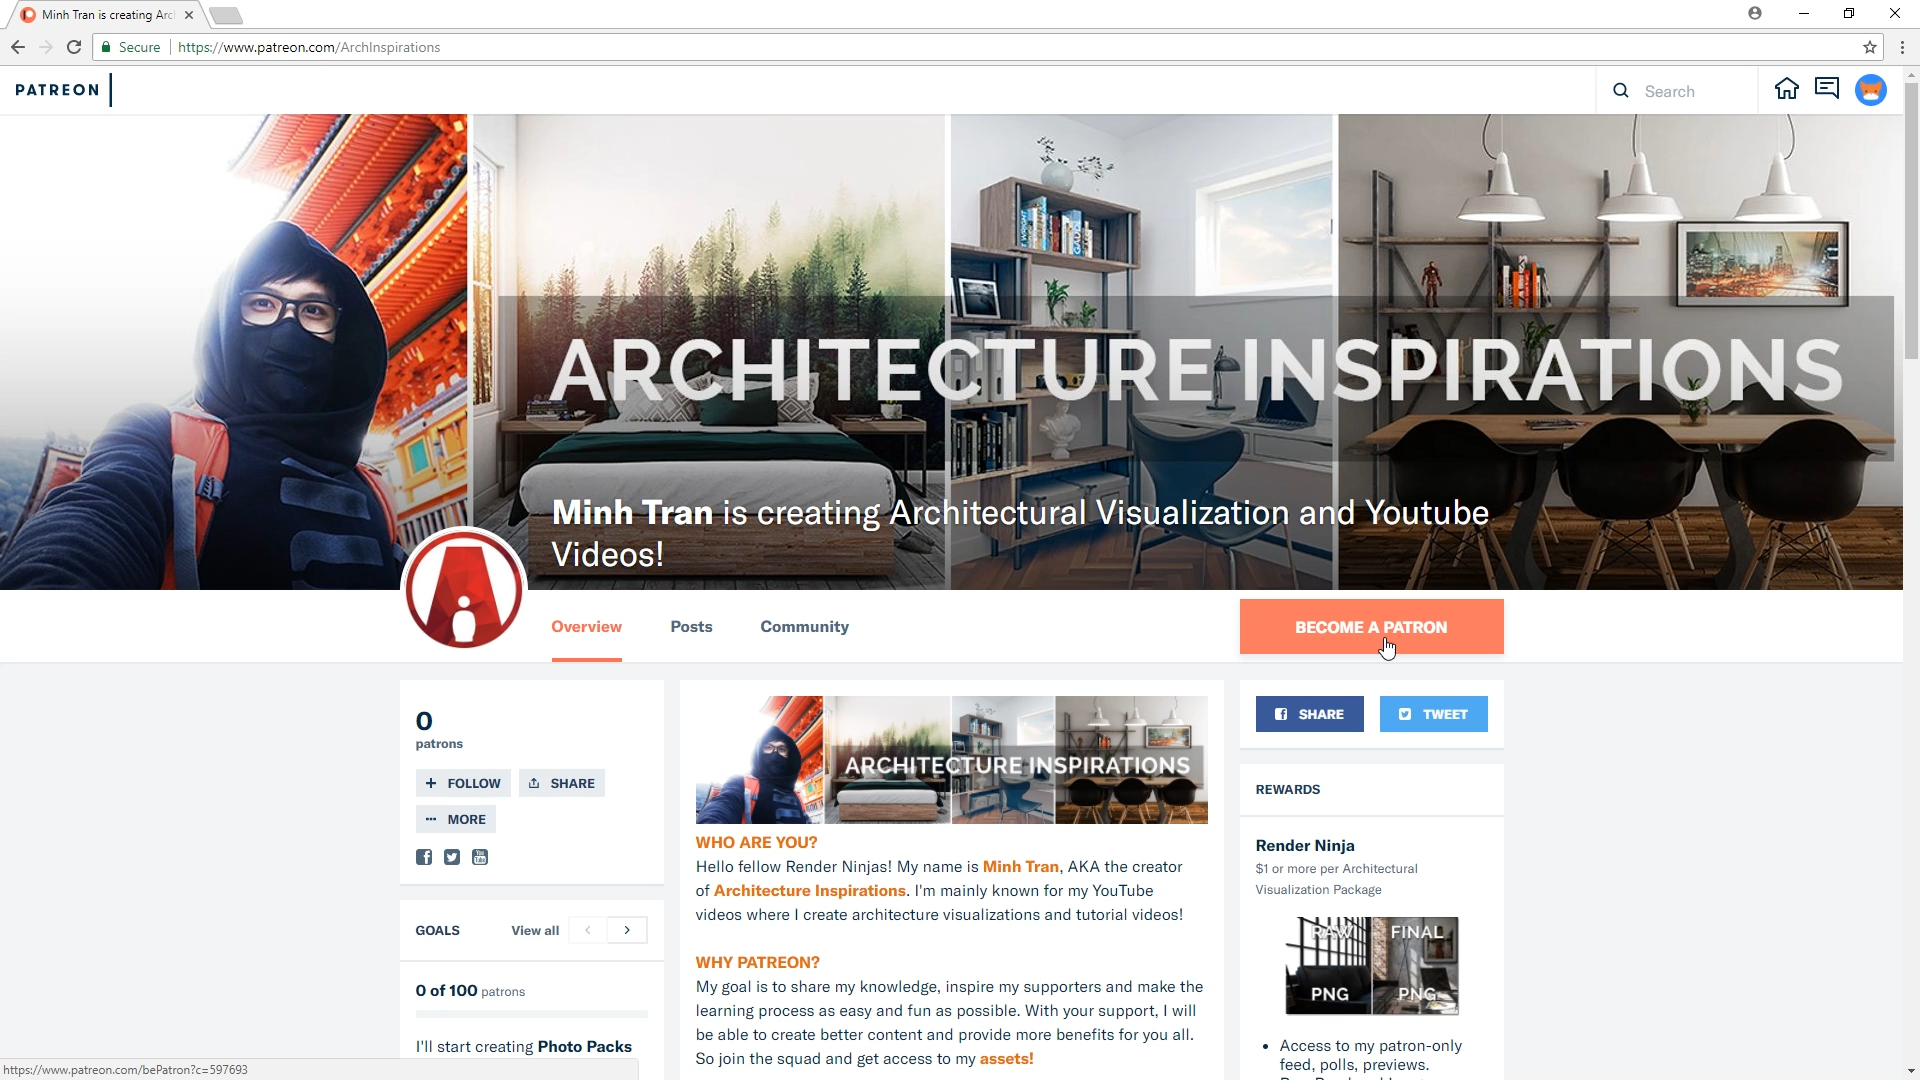 Minh Tran is creating Arc
Secure
https://www.patreon.com/ArchInspirations
PATREON
Search
ARCHITECTURE INSPIRATIONS
Minh Tran is creating Architectural Visualization and Youtube
Videos!
Overview
Posts
Community
BECOME A PATRON
0
patrons
+ FOLLOW
SHARE
··· MORE
GOALS
View all
0 of 100 patrons
I'll start creating Photo Packs
ARCHITECTURE INSPIRATIONS
WHO ARE YOU?
Hello fellow Render Ninjas! My name is Minh Tran, AKA the creator
of Architecture Inspirations. I'm mainly known for my YouTube
videos where I create architecture visualizations and tutorial videos!
WHY PATREON?
My goal is to share my knowledge, inspire my supporters and make the
learning process as easy and fun as possible. With your support, I will
be able to create better content and provide more benefits for you all.
So join the squad and get access to my assets!
SHARE
TWEET
REWARDS
Render Ninja
$1 or more per Architectural
Visualization Package
RAW
FINAL
PNG
PNG
• Access to my patron-only
feed, polls, previews.
https://www.patreon.com/bePatron?c=597693